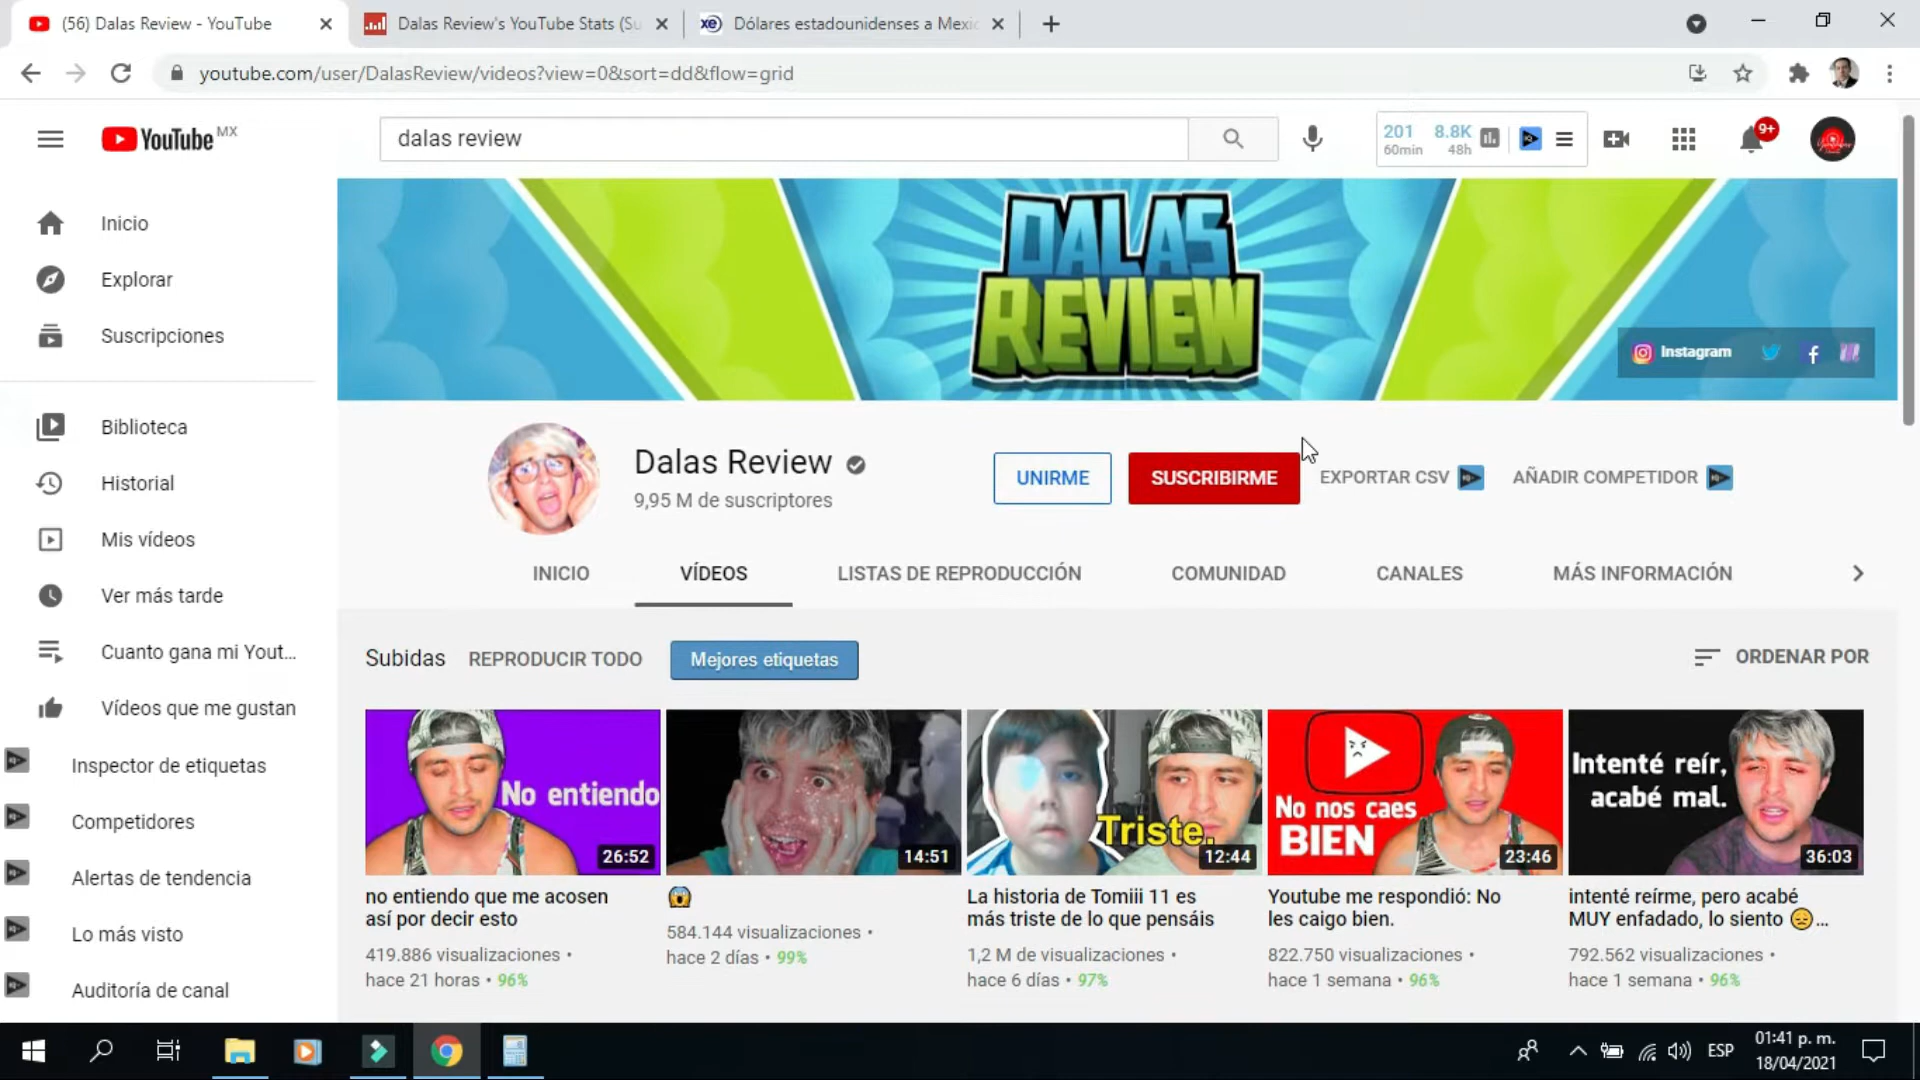 (56) Dalas Review - YouTube
Dalas Review's YouTube Stats (Su
Dólares estadounidenses a Mexic
youtube.com/user/DalasReview/videos?view=0&sort=dd&flow=grid
YouTube MX
dalas review
201
60min
8.8K
48h
9+
DALAS
REVIEW
Instagram
Dalas Review
9,95 M de suscriptores
UNIRME
SUSCRIBIRME
EXPORTAR CSV
AÑADIR COMPETIDOR
INICIO
VÍDEOS
LISTAS DE REPRODUCCIÓN
COMUNIDAD
CANALES
MÁS INFORMACIÓN
Inicio
Explorar
Suscripciones
Biblioteca
Historial
Mis vídeos
Ver más tarde
Cuanto gana mi Yout...
Vídeos que me gustan
Inspector de etiquetas
Competidores
Alertas de tendencia
Lo más visto
Auditoría de canal
Subidas
REPRODUCIR TODO
Mejores etiquetas
ORDENAR POR
No entiendo
26:52
no entiendo que me acosen
así por decir esto
419.886 visualizaciones •
hace 21 horas • 96%
14:51
😱
584.144 visualizaciones •
hace 2 días • 99%
Triste.
12:44
La historia de Tomiii 11 es
más triste de lo que pensáis
1,2 M de visualizaciones •
hace 6 días • 97%
No nos caes
BIEN
23:46
Youtube me respondió: No
les caigo bien.
822.750 visualizaciones •
hace 1 semana • 96%
Intenté reír,
acabé mal.
36:03
intenté reírme, pero acabé
MUY enfadado, lo siento 😞...
792.562 visualizaciones •
hace 1 semana • 96%
ESP
01:41 p. m.
18/04/2021